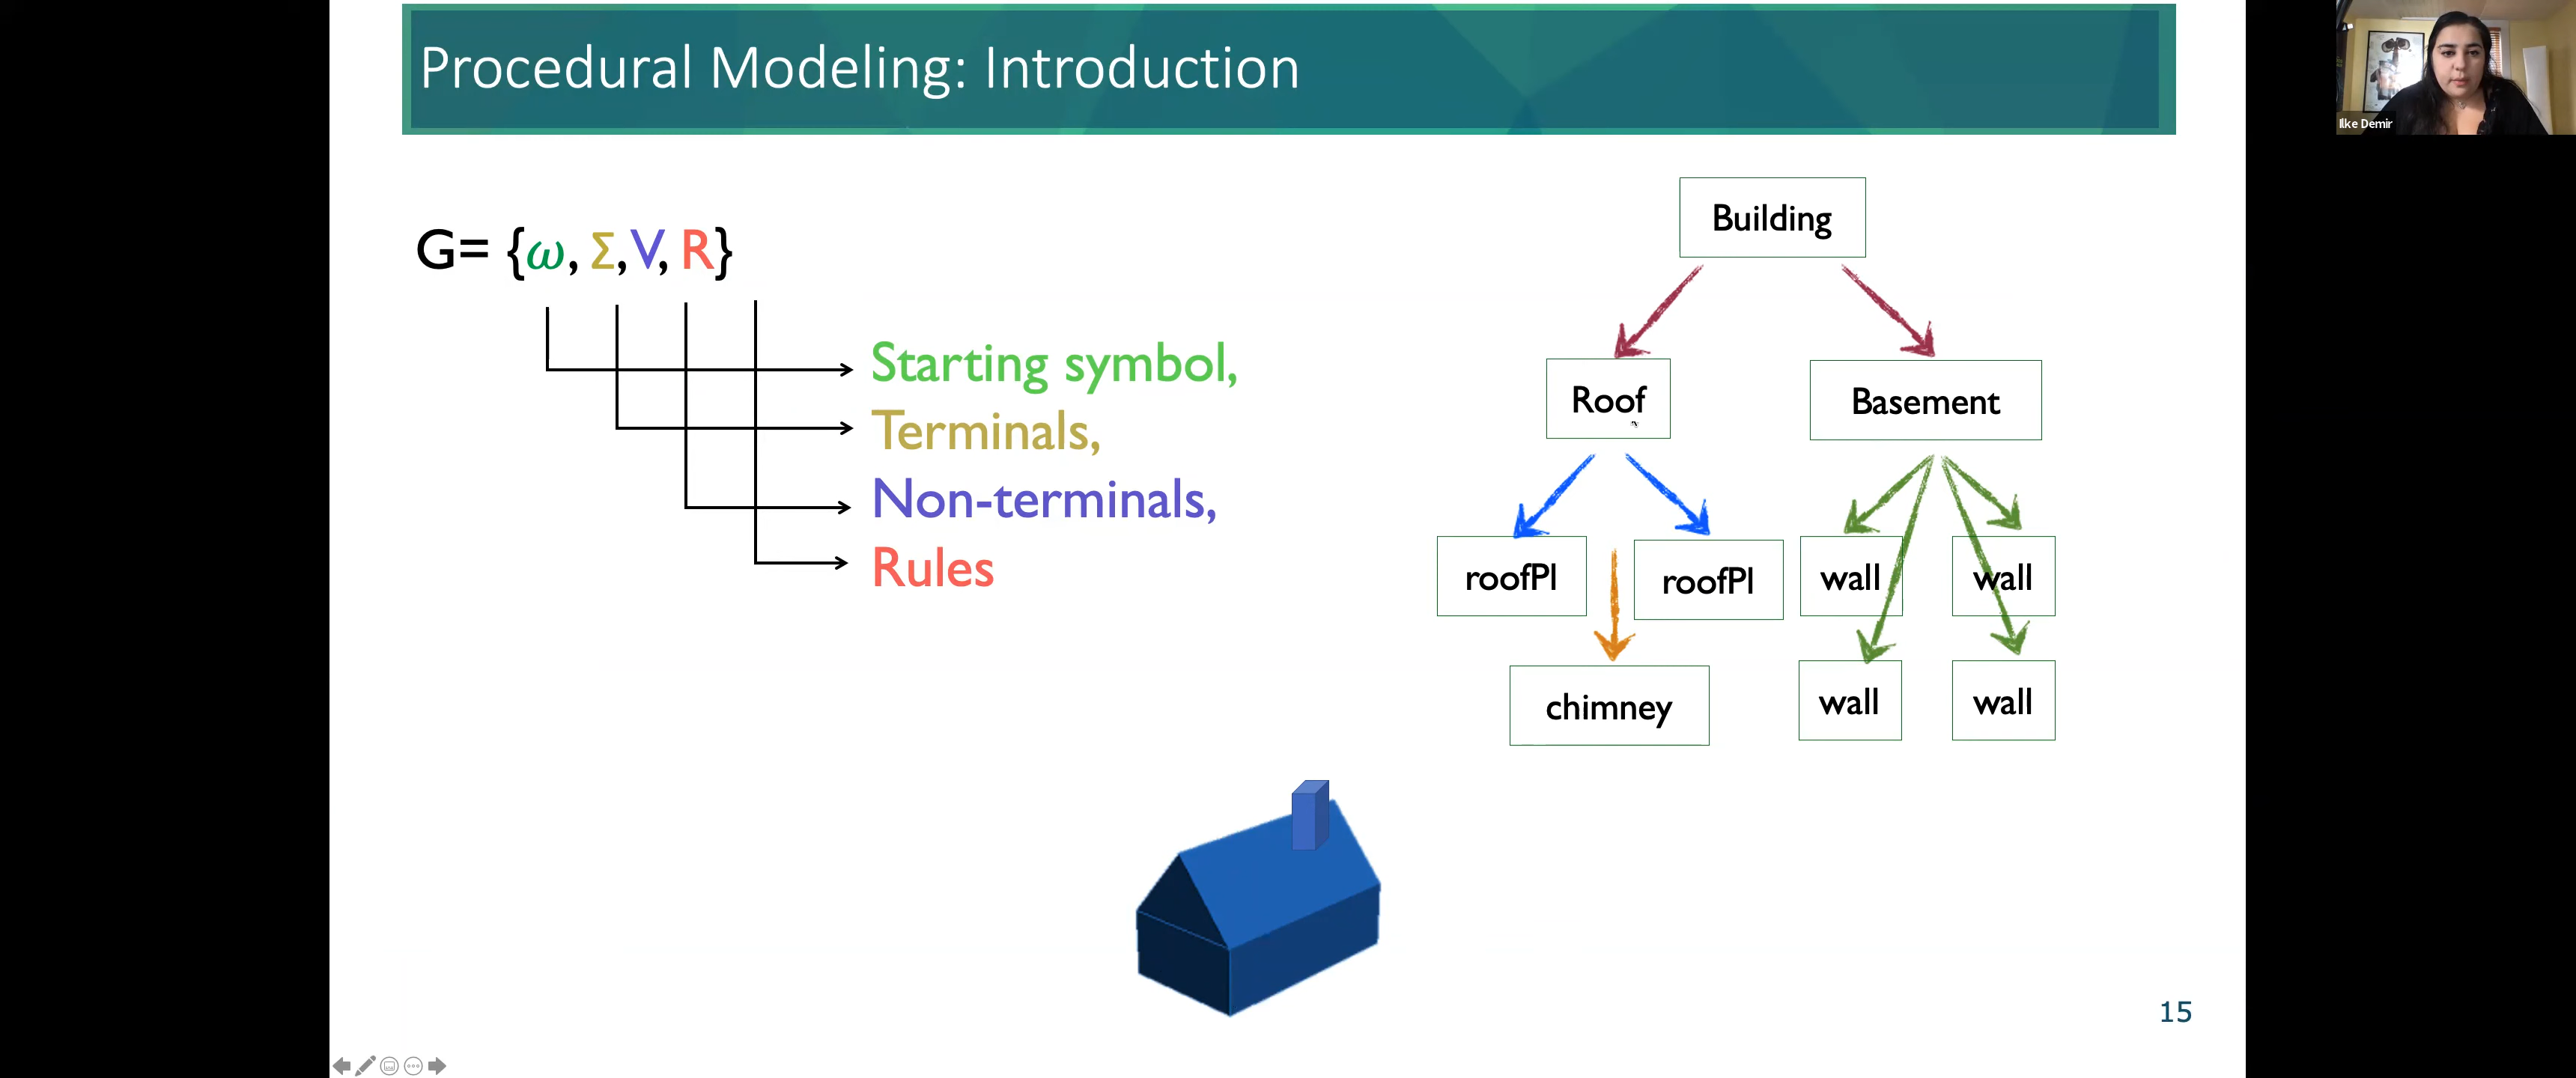 Procedural Modeling: Introduction
Ilke Demir
G= {ω, Σ, V, R}
Starting symbol,
Terminals,
Non-terminals,
Rules
Building
Roof
Basement
roofPl
roofPl
wall
wall
chimney
wall
wall
15